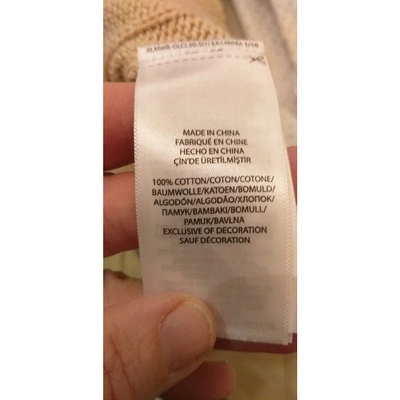 MADE IN CHINA
FABRIQUÉ EN CHINE
HECHO EN CHINA
ÇİN'DE ÜRETİLMİŞTİR
100% COTTON/COTON/COTONE/
BAUMWOLLE/KATOEN/BOMULD/
ALGODÓN/ALGODÃO/ХЛОПОК/
ПАМУК/BAMBAKI/BOMULL/
PAMUK/BAVLNA
EXCLUSIVE OF DECORATION
SAUF DÉCORATION